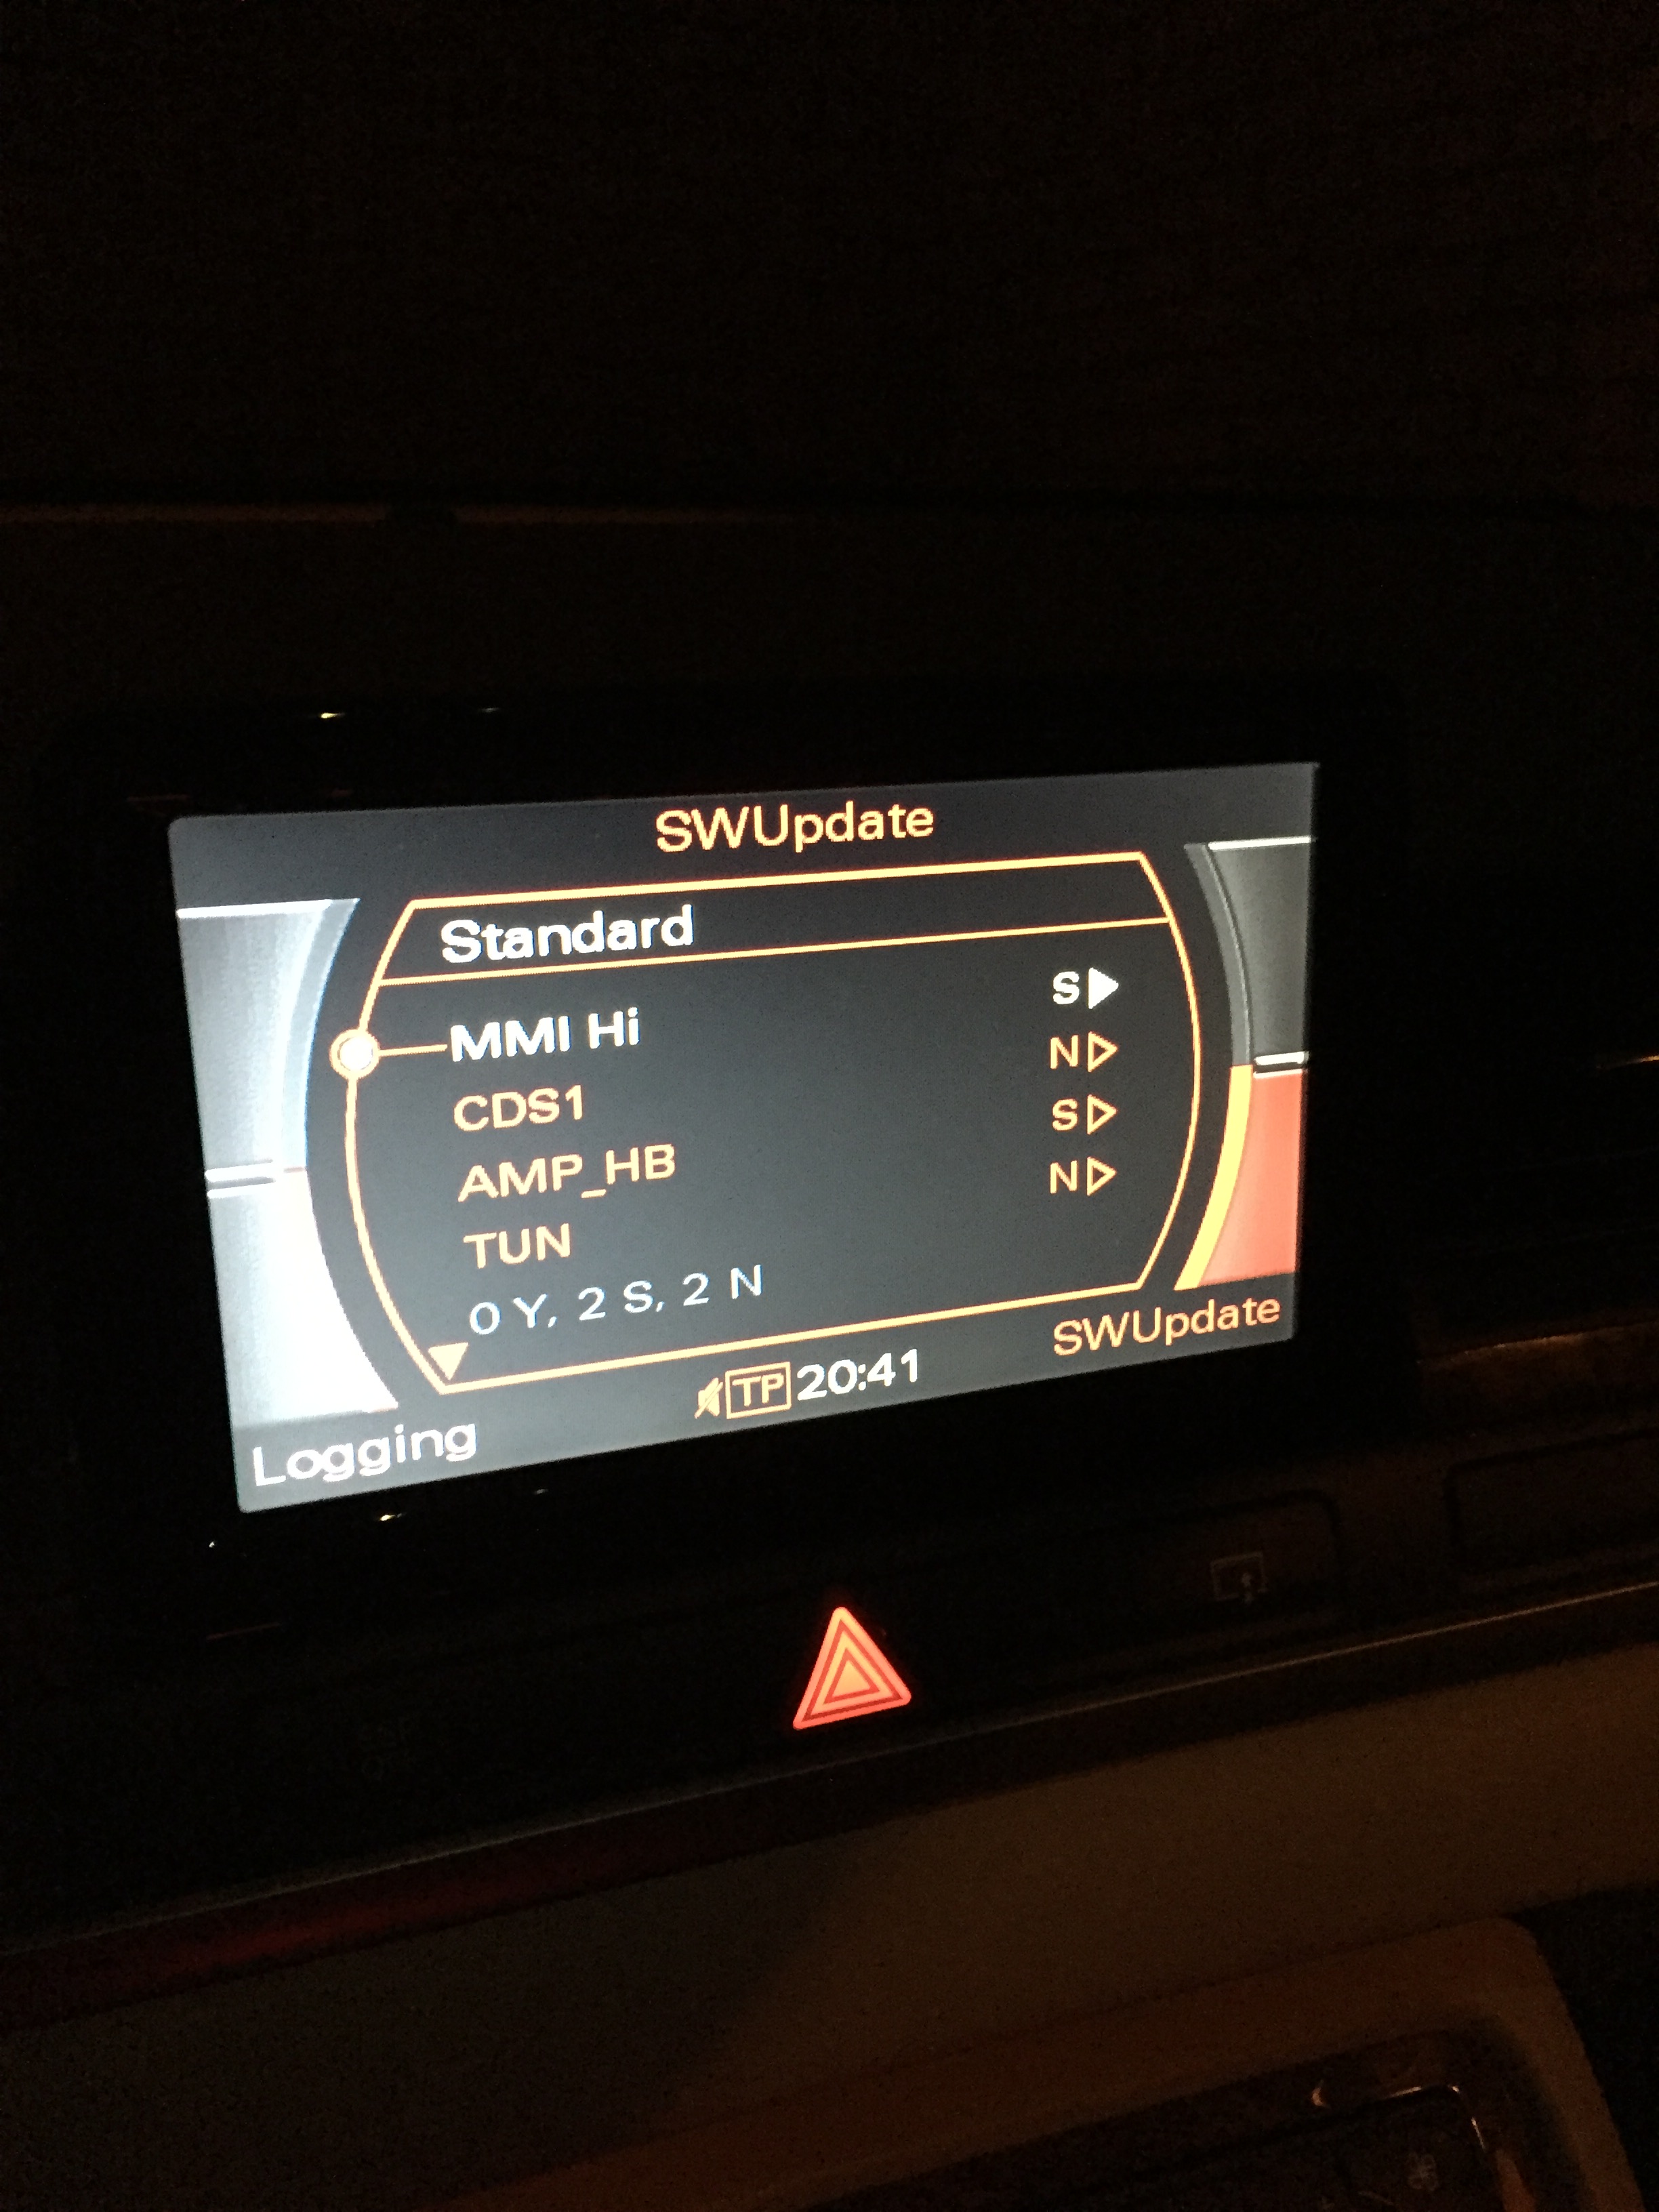 SWUpdate
Standard
MMI Hi S
CDS1 N
AMP_HB S
TUN N
0 Y, 2 S, 2 N
SWUpdate
TP 20:41
Logging